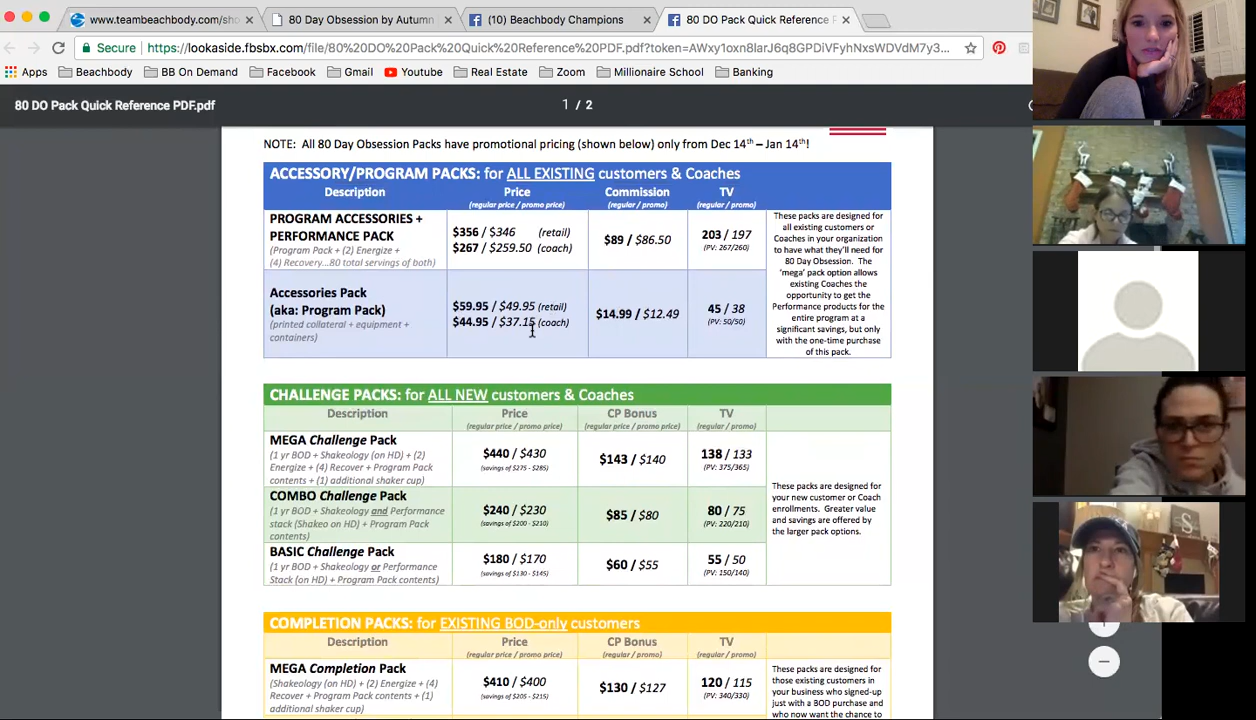 www.teambeachbody.com/sho
80 Day Obsession by Autumn
(10) Beachbody Champions
80 DO Pack Quick Reference P
Secure
https://lookaside.fbsbx.com/file/80%20DO%20Pack%20Quick%20Reference%20PDF.pdf?token=AWxy1oxn8IarJ6q8GPDiVFyhNxsWDVdM7y3...
Apps
Beachbody
BB On Demand
Facebook
Gmail
Youtube
Real Estate
Zoom
Millionaire School
Banking
80 DO Pack Quick Reference PDF.pdf
1 / 2
NOTE: All 80 Day Obsession Packs have promotional pricing (shown below) only from Dec 14th – Jan 14th!
ACCESSORY/PROGRAM PACKS: for ALL EXISTING customers & Coaches
Description
Price
(regular price / promo price)
Commission
(regular / promo)
TV
(regular / promo)
PROGRAM ACCESSORIES +
PERFORMANCE PACK
(Program Pack + (2) Energize +
(4) Recovery...80 total servings of both)
$356 / $346 (retail)
$267 / $259.50 (coach)
$89 / $86.50
203 / 197
(PV: 267/260)
Accessories Pack
(aka: Program Pack)
(printed collateral + equipment +
containers)
$59.95 / $49.95 (retail)
$44.95 / $37.15 (coach)
$14.99 / $12.49
45 / 38
(PV: 50/50)
These packs are designed for
all existing customers or
Coaches in your organization
to have what they'll need for
80 Day Obsession. The
'mega' pack option allows
existing Coaches the
opportunity to get the
Performance products for the
entire program at a
significant savings, but only
with the one-time purchase
of this pack.
CHALLENGE PACKS: for ALL NEW customers & Coaches
Description
Price
(regular price / promo price)
CP Bonus
(regular / promo price)
TV
(regular / promo)
MEGA Challenge Pack
(1 yr BOD + Shakeology (on HD) + (2)
Energize + (4) Recover + Program Pack
contents + (1) additional shaker cup)
$440 / $430
(savings of $275 - $285)
$143 / $140
138 / 133
(PV: 375/365)
COMBO Challenge Pack
(1 yr BOD + Shakeology and Performance
stack (Shakeo on HD) + Program Pack
contents)
$240 / $230
(savings of $200 - $210)
$85 / $80
80 / 75
(PV: 220/210)
BASIC Challenge Pack
(1 yr BOD + Shakeology or Performance
Stack (on HD) + Program Pack contents)
$180 / $170
(savings of $130 - $145)
$60 / $55
55 / 50
(PV: 150/140)
These packs are designed for
your new customer or Coach
enrollments. Greater value
and savings are offered by
the larger pack options.
COMPLETION PACKS: for EXISTING BOD-only customers
Description
Price
(regular price / promo price)
CP Bonus
(regular / promo price)
TV
(regular / promo)
MEGA Completion Pack
(Shakeology (on HD) + (2) Energize + (4)
Recover + Program Pack contents + (1)
additional shaker cup)
$410 / $400
(savings of $205 - $215)
$130 / $127
120 / 115
(PV: 340/330)
These packs are designed for
those existing customers in
your business who signed-up
just with a BOD purchase and
who now want the chance to
S